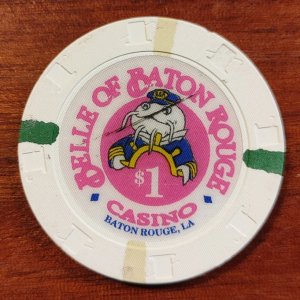 BELLE OF BATON ROUGE
$1
CASINO
BATON ROUGE, LA